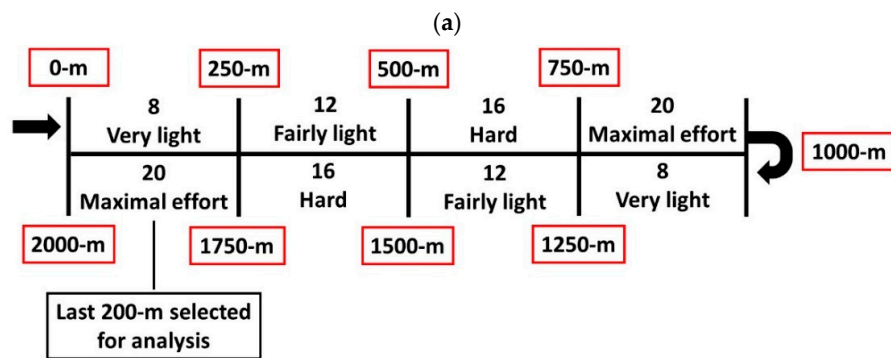 (a)
0-m 250-m 500-m 750-m
8 12 16 20
Very light Fairly light Hard Maximal effort
1000-m
20 16 12 8
Maximal effort Hard Fairly light Very light
2000-m 1750-m 1500-m 1250-m
Last 200-m selected
for analysis